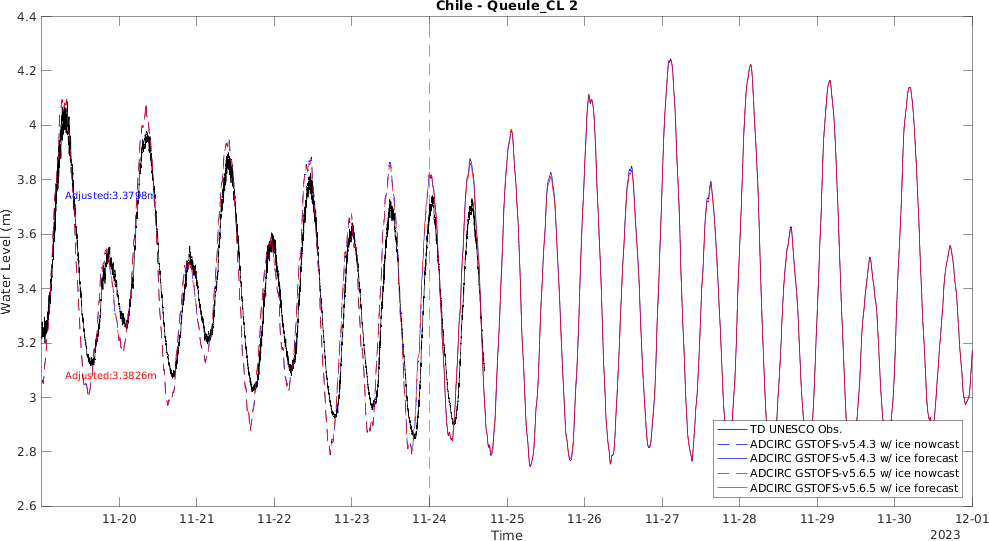 Chile - Queule_CL 2
Water Level (m)
4.4
4.2
4
3.8
3.6
3.4
3.2
3
2.8
2.6
Adjusted:3.3798m
Adjusted:3.3826m
TD UNESCO Obs.
ADCIRC GSTOFS-v5.4.3 w/ ice nowcast
ADCIRC GSTOFS-v5.4.3 w/ ice forecast
ADCIRC GSTOFS-v5.6.5 w/ ice nowcast
ADCIRC GSTOFS-v5.6.5 w/ ice forecast
11-20 11-21 11-22 11-23 11-24 11-25 11-26 11-27 11-28 11-29 11-30 12-01
Time
2023